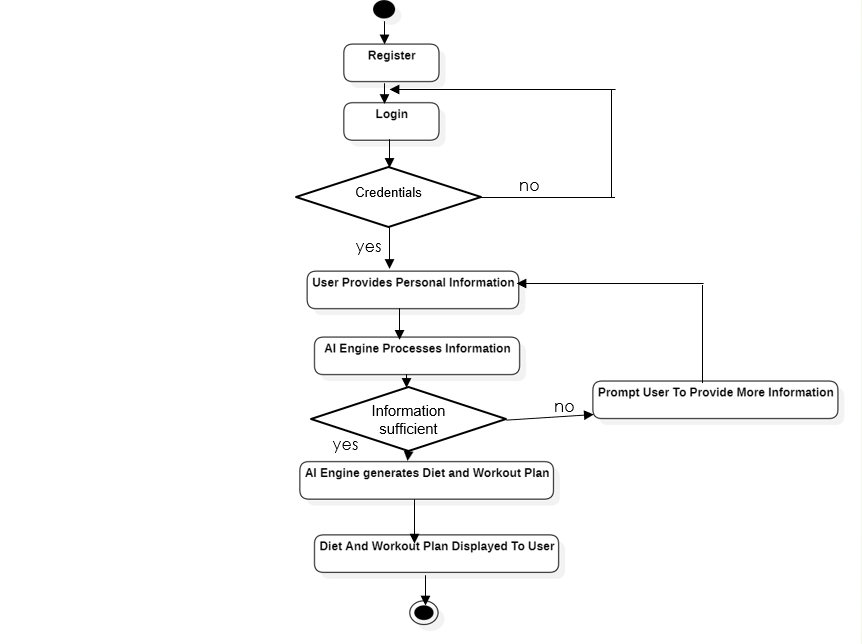 Register
Login
Credentials
no
yes
User Provides Personal Information
AI Engine Processes Information
Prompt User To Provide More Information
Information
sufficient
no
yes
AI Engine generates Diet and Workout Plan
Diet And Workout Plan Displayed To User